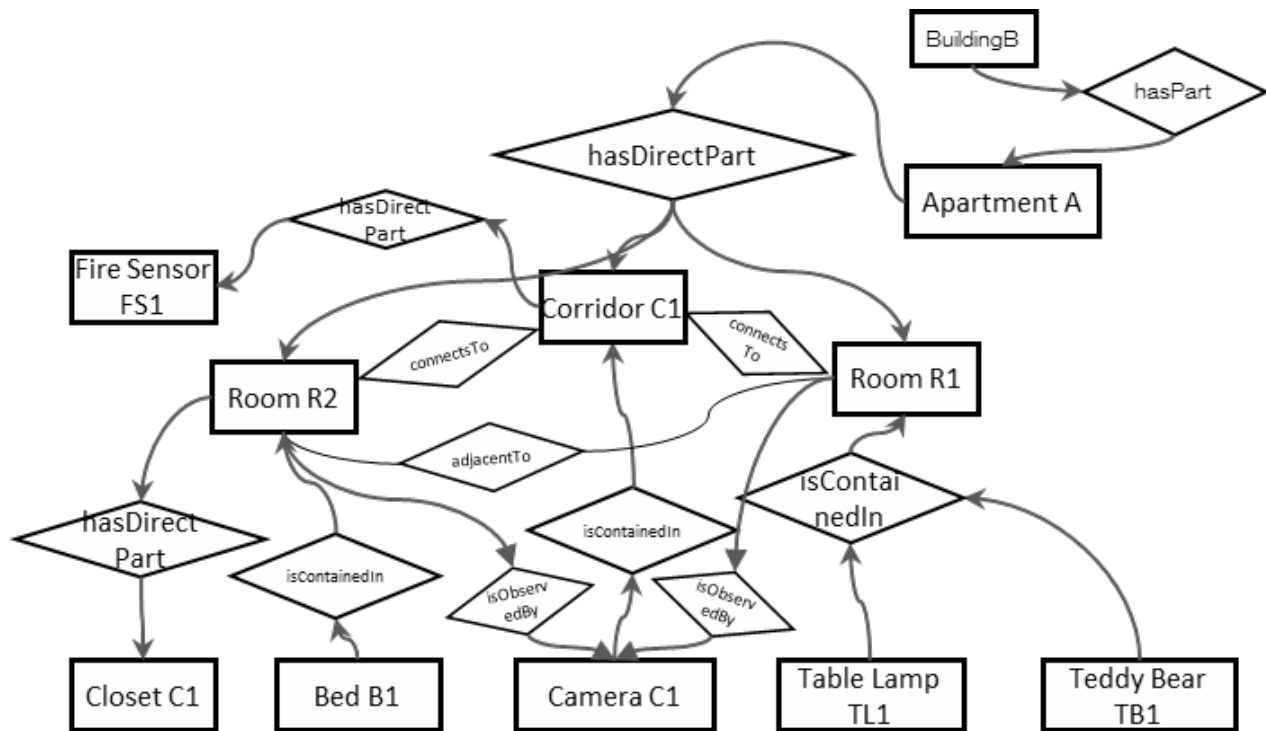 BuildingB
hasPart
hasDirectPart
Apartment A
hasDirect
Part
Fire Sensor
FS1
Corridor C1
connectsTo
connects
To
Room R2
Room R1
adjacentTo
isContai
nedIn
hasDirect
Part
isContainedIn
isContainedIn
isObserv
edBy
isObserv
edBy
Closet C1
Bed B1
Camera C1
Table Lamp
TL1
Teddy Bear
TB1